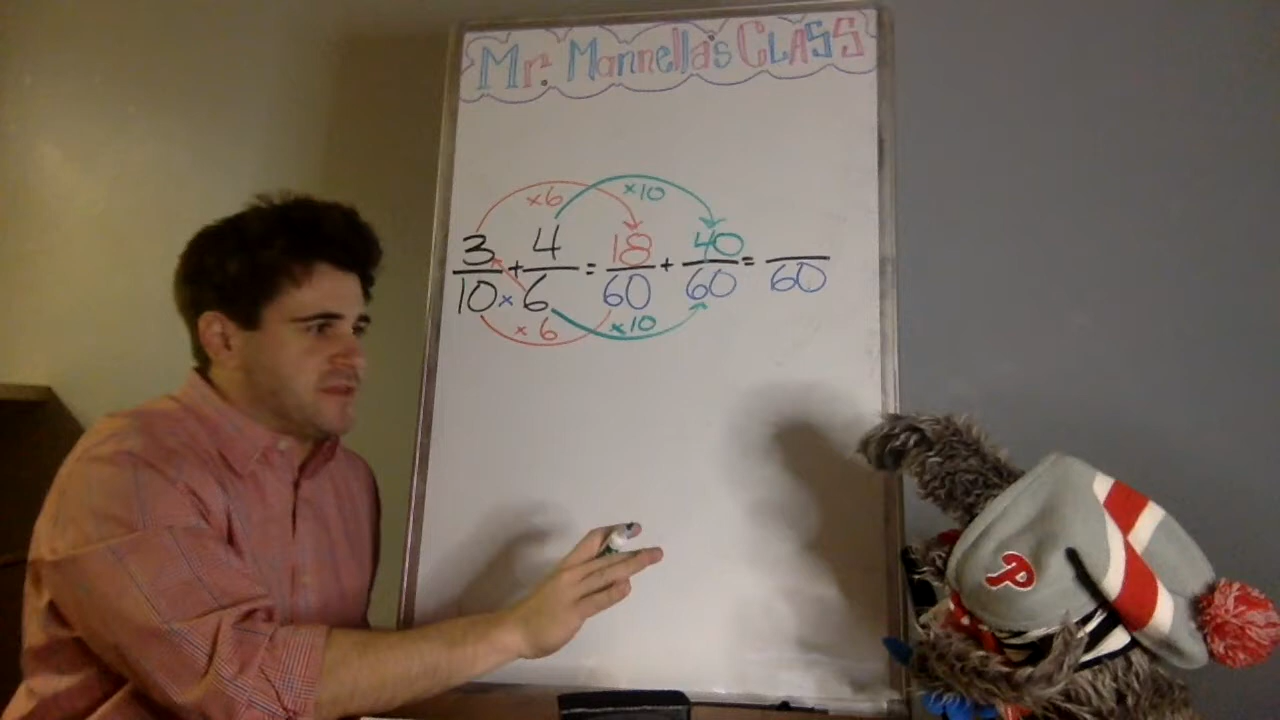 Mr. Mannella's CLASS
×6 ×10
3/10 + 4/6 = 18/60 + 40/60 = /60
×
× 6 ×10
P